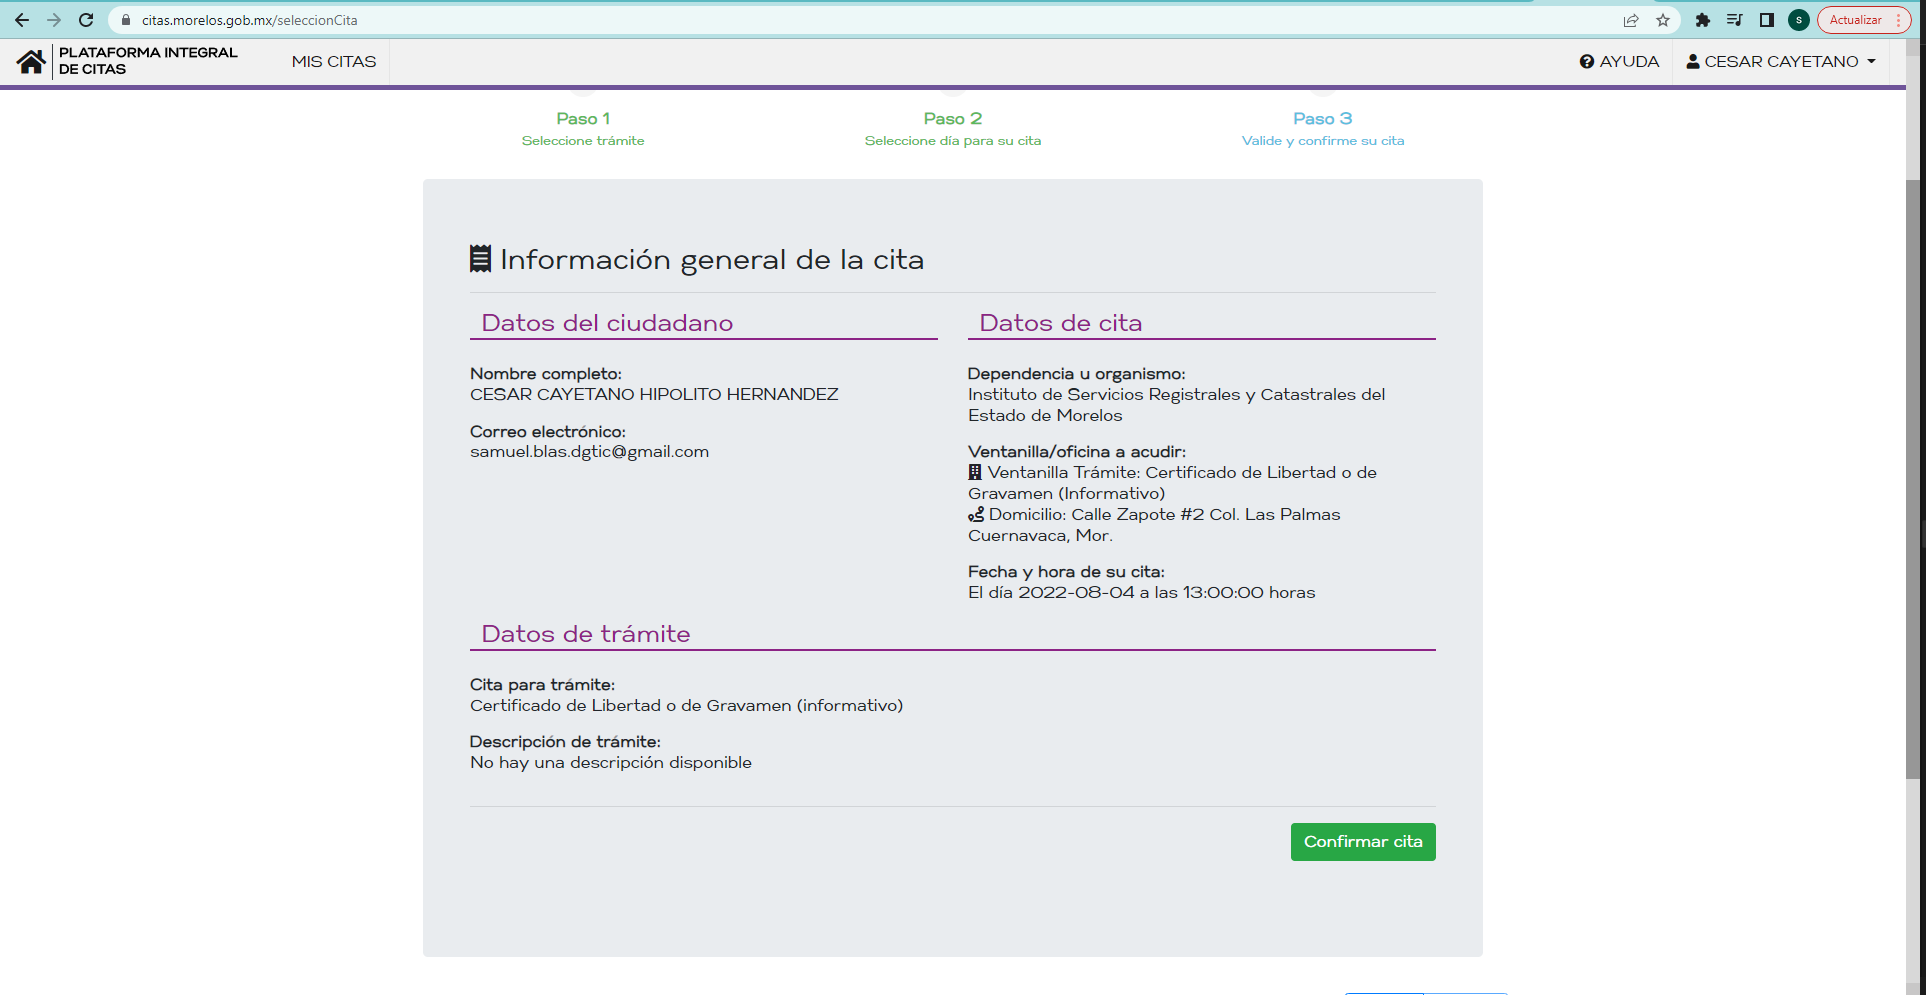 citas.morelos.gob.mx/seleccionCita
S
Actualizar
PLATAFORMA INTEGRAL
DE CITAS
MIS CITAS
AYUDA
CESAR CAYETANO
Paso 1
Seleccione trámite
Paso 2
Seleccione día para su cita
Paso 3
Valide y confirme su cita
Información general de la cita
Datos del ciudadano
Nombre completo:
CESAR CAYETANO HIPOLITO HERNANDEZ
Correo electrónico:
samuel.blas.dgtic@gmail.com
Datos de cita
Dependencia u organismo:
Instituto de Servicios Registrales y Catastrales del
Estado de Morelos
Ventanilla/oficina a acudir:
Ventanilla Trámite: Certificado de Libertad o de
Gravamen (Informativo)
Domicilio: Calle Zapote #2 Col. Las Palmas
Cuernavaca, Mor.
Fecha y hora de su cita:
El día 2022-08-04 a las 13:00:00 horas
Datos de trámite
Cita para trámite:
Certificado de Libertad o de Gravamen (informativo)
Descripción de trámite:
No hay una descripción disponible
Confirmar cita